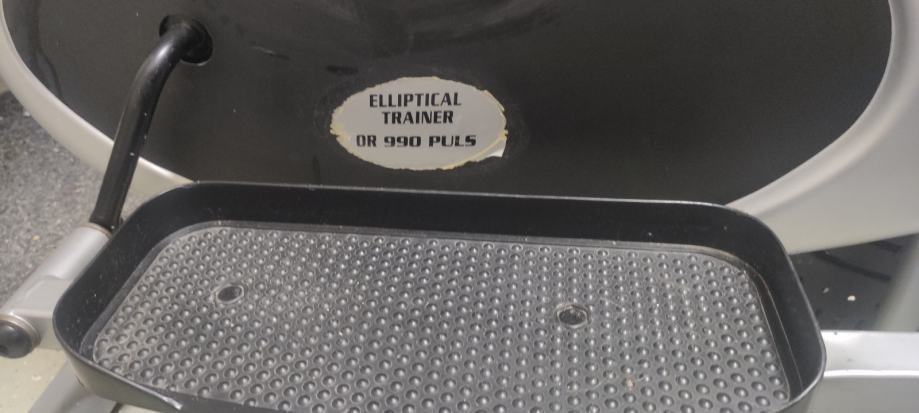 ELLIPTICAL
TRAINER
OR 990 PULS